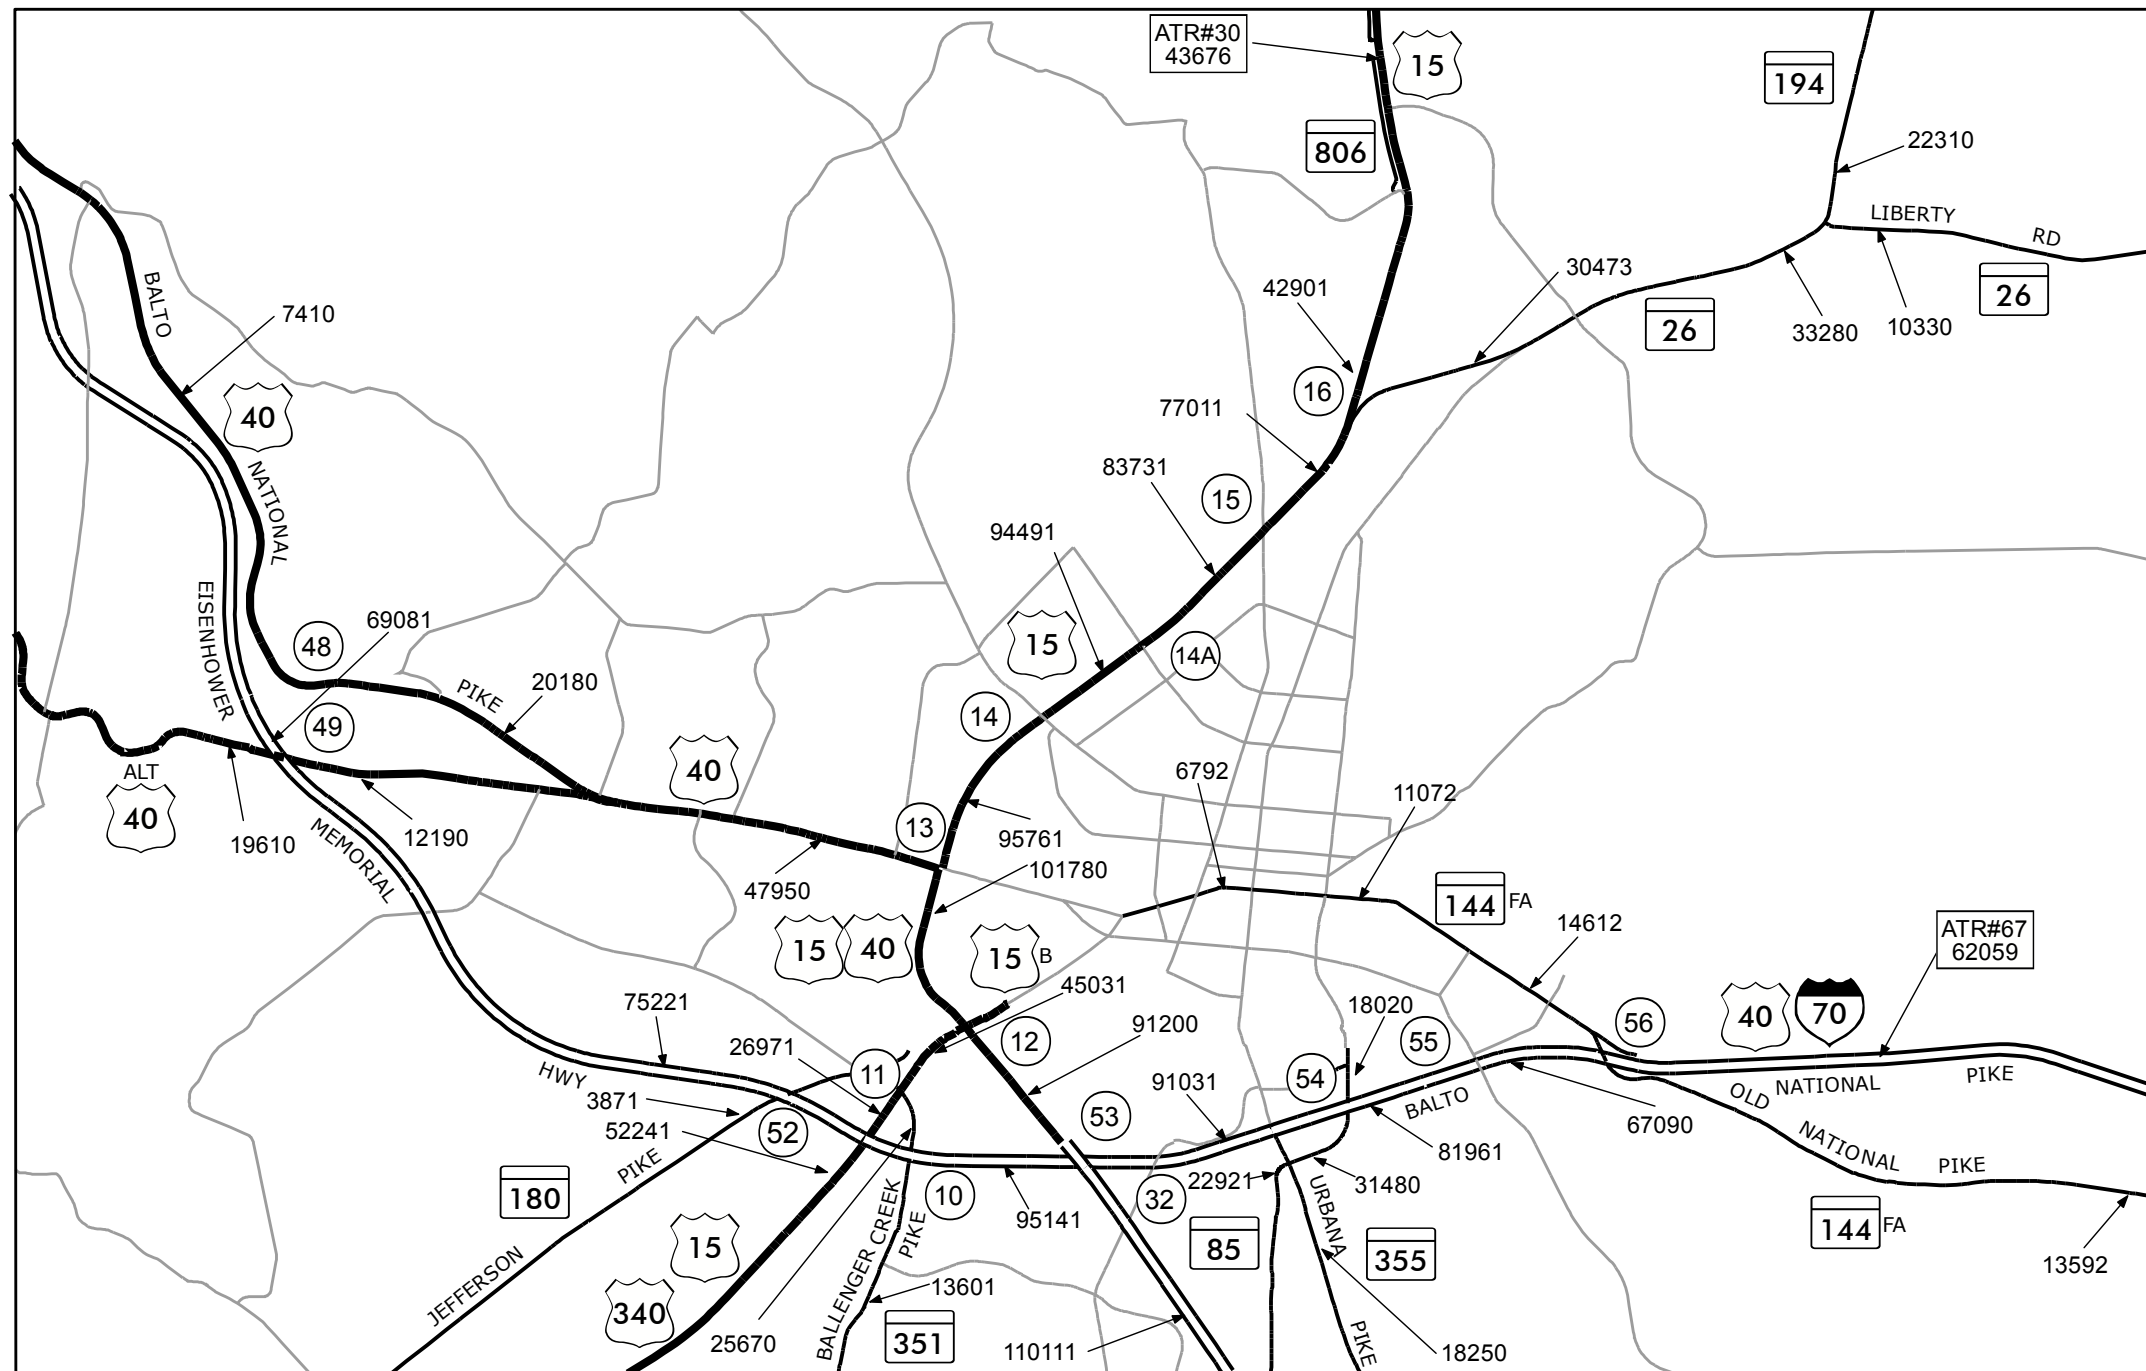 ATR#30
43676
15
194
806
22310
LIBERTY
RD
26
30473
42901
26
33280
10330
BALTO
7410
40
16
77011
NATIONAL
83731
15
94491
EISENHOWER
69081
48
15
14A
PIKE
20180
49
14
ALT
40
40
6792
11072
19610
12190
MEMORIAL
13
95761
101780
47950
144 FA
15 40
15 B
14612
ATR#67
62059
45031
75221
18020
40 70
56
26971
12
91200
55
HWY
11
91031
54
OLD
NATIONAL
PIKE
3871
52241
52
53
BALTO
67090
81961
NATIONAL
PIKE
PIKE
180
10
95141
32
22921
31480
URBANA
85
355
144 FA
13592
15
JEFFERSON
340
BALLENGER CREEK
PIKE
13601
25670
351
110111
PIKE
18250